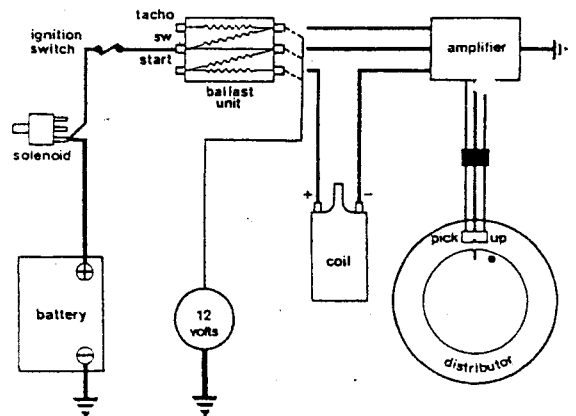 tacho
ignition
switch
sw
start
ballast
unit
amplifier
solenoid
+ −
coil
pick up
battery
12
volts
distributor